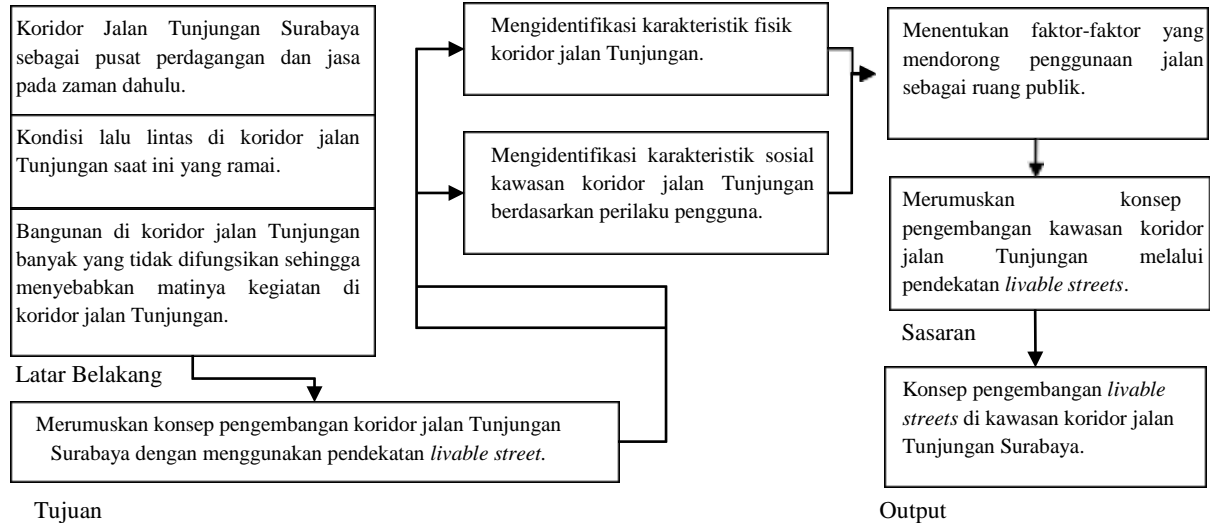 Koridor Jalan Tunjungan Surabaya
sebagai pusat perdagangan dan jasa
pada zaman dahulu.
Kondisi lalu lintas di koridor jalan
Tunjungan saat ini yang ramai.
Bangunan di koridor jalan Tunjungan
banyak yang tidak difungsikan sehingga
menyebabkan matinya kegiatan di
koridor jalan Tunjungan.
Latar Belakang
Merumuskan konsep pengembangan koridor jalan Tunjungan
Surabaya dengan menggunakan pendekatan livable street.
Tujuan
Mengidentifikasi karakteristik fisik
koridor jalan Tunjungan.
Mengidentifikasi karakteristik sosial
kawasan koridor jalan Tunjungan
berdasarkan perilaku pengguna.
Menentukan faktor-faktor yang
mendorong penggunaan jalan
sebagai ruang publik.
Merumuskan konsep
pengembangan kawasan koridor
jalan Tunjungan melalui
pendekatan livable streets.
Sasaran
Konsep pengembangan livable
streets di kawasan koridor jalan
Tunjungan Surabaya.
Output